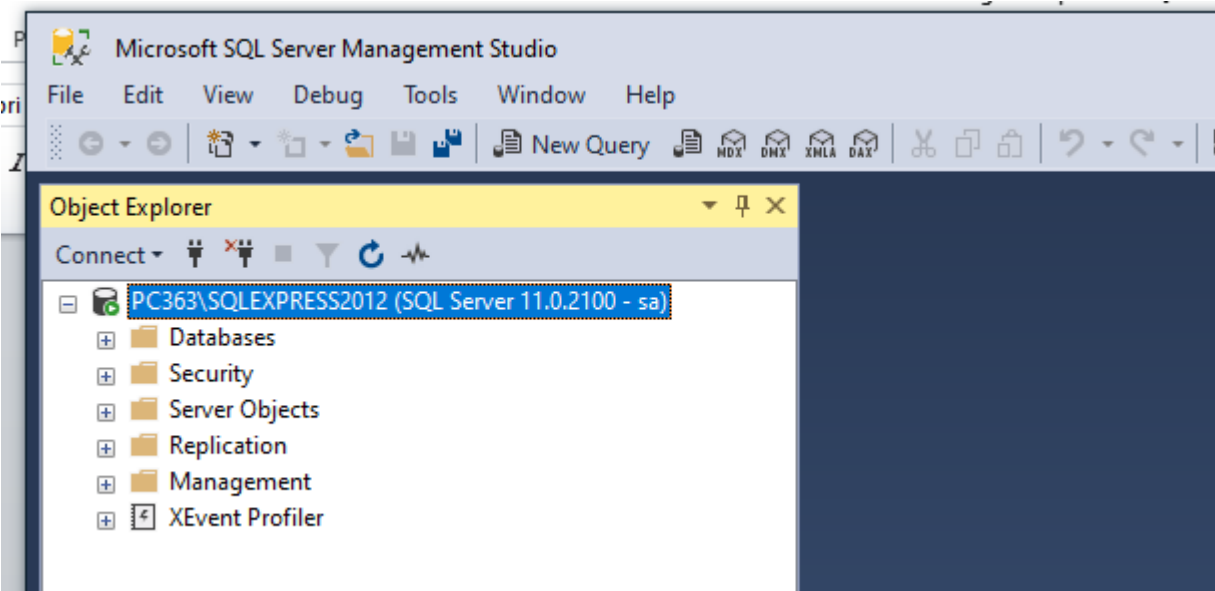 Microsoft SQL Server Management Studio
File Edit View Debug Tools Window Help
New Query MDX DMX XMLA DAX
Object Explorer
Connect
PC363\SQLEXPRESS2012 (SQL Server 11.0.2100 - sa)
Databases
Security
Server Objects
Replication
Management
XEvent Profiler